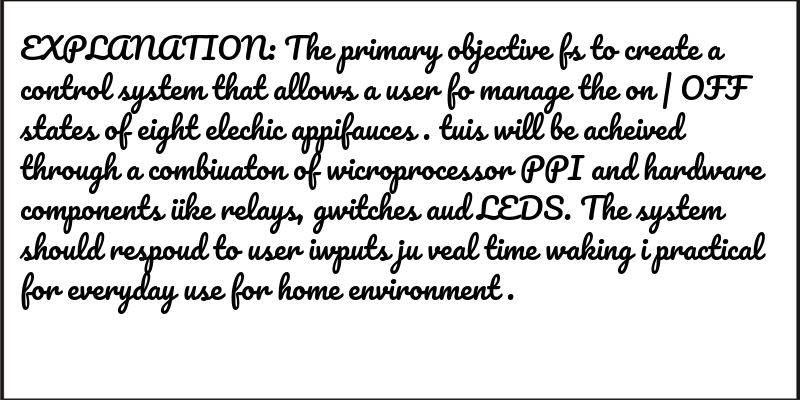 EXPLANATION: The primary objective fs to create a
control system that allows a user fo manage the on | OFF
states of eight elechic appifauces . tuis will be acheived
through a combiuaton of wicroprocessor PPI and hardware
components üke relays, gwitches aud LEDS. The system
should respoud to user iwputs ju veal time waking i practical
for everyday use for home environment .